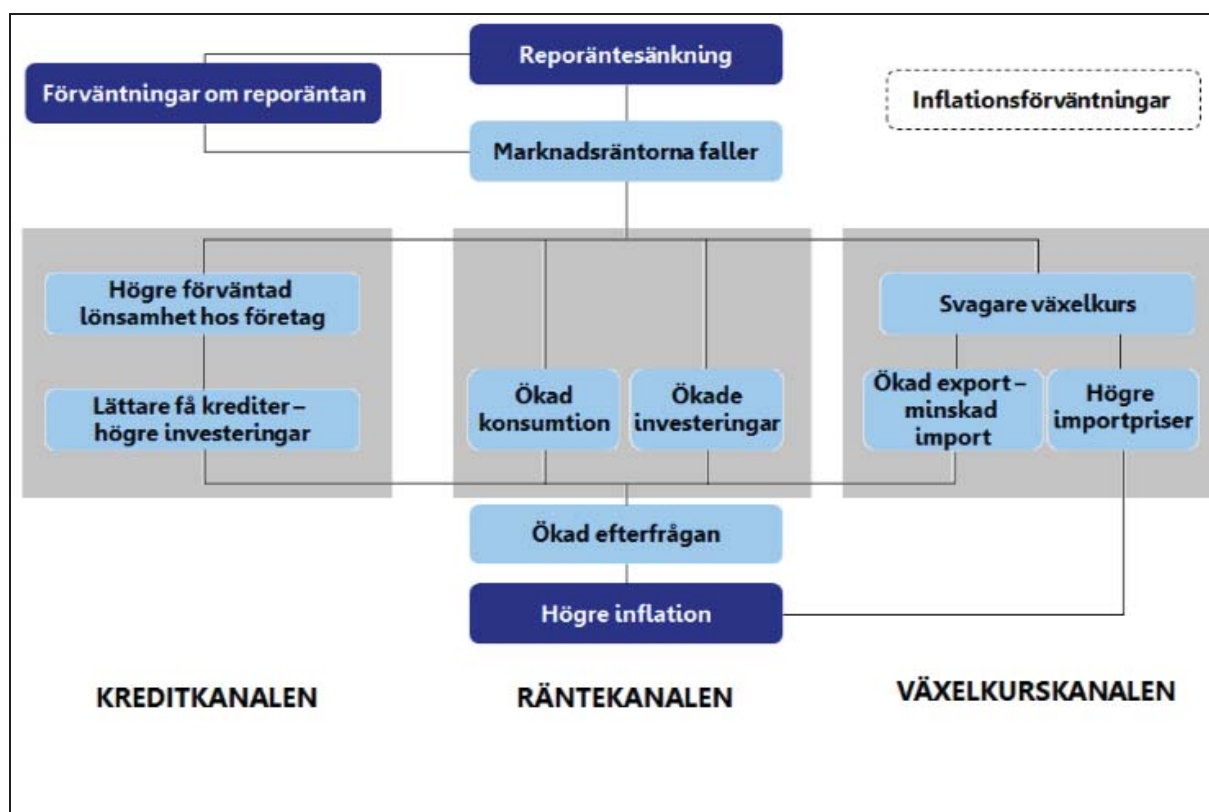 Reporäntesänkning
Förväntningar om reporäntan
Inflationsförväntningar
Marknadsräntorna faller
Högre förväntad
lönsamhet hos företag
Svagare växelkurs
Lättare få krediter –
högre investeringar
Ökad
konsumtion
Ökade
investeringar
Ökad export –
minskad
import
Högre
importpriser
Ökad efterfrågan
Högre inflation
KREDITKANALEN
RÄNTEKANALEN
VÄXELKURSKANALEN